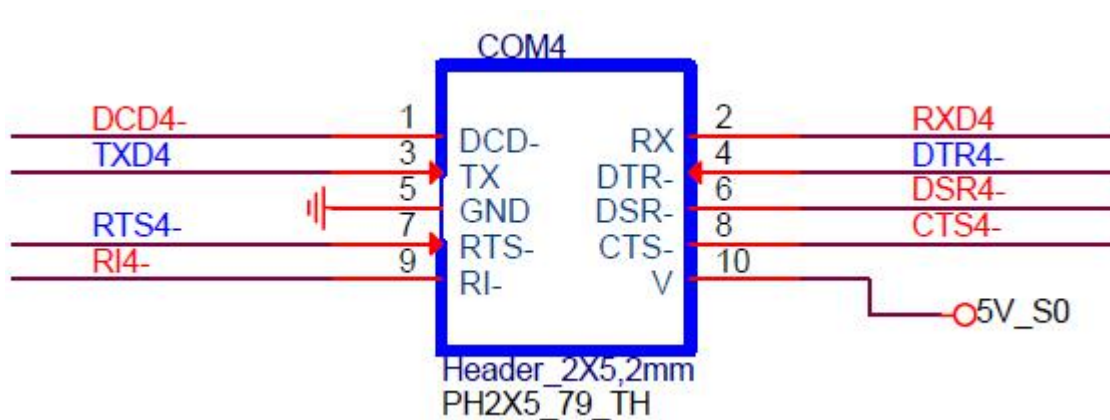 COM4
DCD4- 1 DCD- RX 2 RXD4
TXD4 3 TX DTR- 4 DTR4-
5 GND DSR- 6 DSR4-
RTS4- 7 RTS- CTS- 8 CTS4-
RI4- 9 RI- V 10
5V_S0
Header_2X5,2mm
PH2X5_79_TH